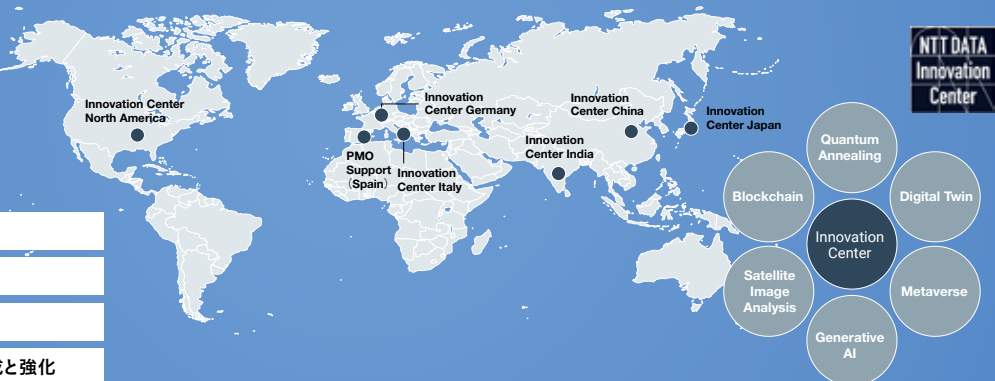 NTT DATA
Innovation
Center
Innovation Center
North America
Innovation
Center Germany
PMO
Support
（Spain）
Innovation
Center Italy
Innovation
Center India
Innovation
Center China
Innovation
Center Japan
Quantum
Annealing
Blockchain
Digital Twin
Innovation
Center
Satellite
Image
Analysis
Metaverse
Generative
AI
と強化